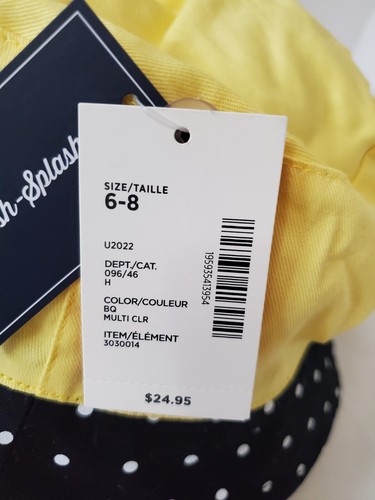 sh-Splash
SIZE/TAILLE
6-8
U2022
DEPT./CAT.
096/46
H
COLOR/COULEUR
BQ
MULTI CLR
ITEM/ÉLÉMENT
3030014
195935413954
$24.95